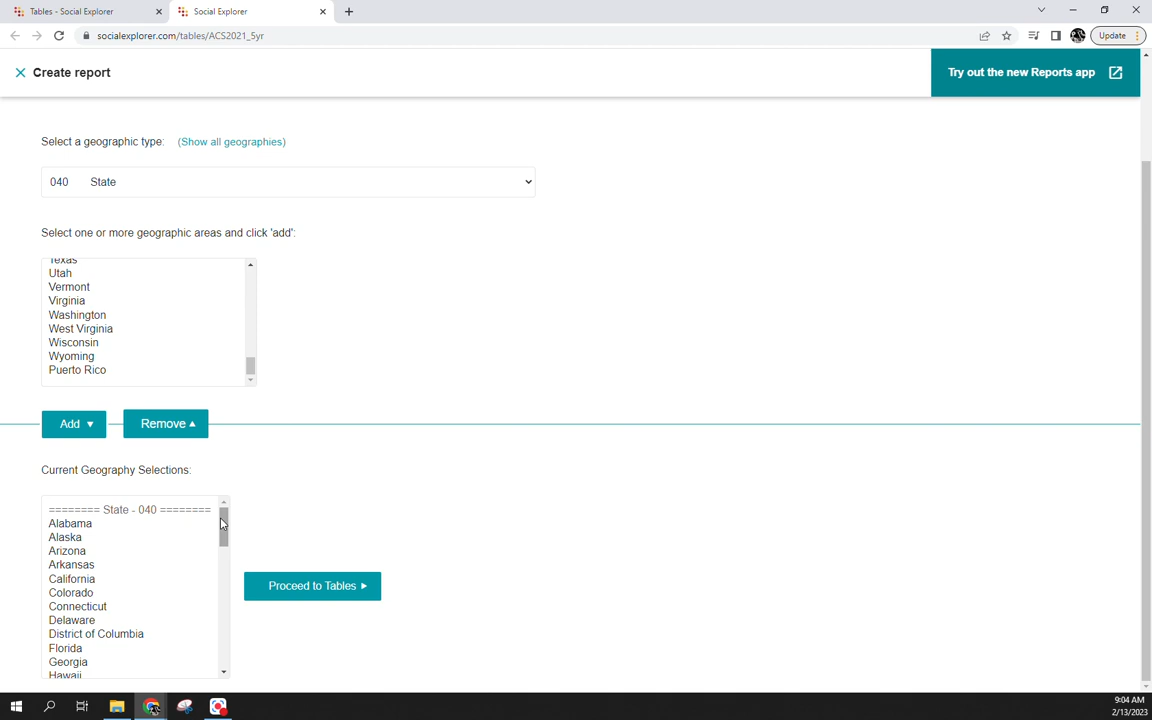 Tables - Social Explorer
Social Explorer
socialexplorer.com/tables/ACS2021_5yr
Update
Create report
Try out the new Reports app
Select a geographic type: (Show all geographies)
040 State
Select one or more geographic areas and click 'add':
Texas
Utah
Vermont
Virginia
Washington
West Virginia
Wisconsin
Wyoming
Puerto Rico
Add
Remove
Current Geography Selections:
======== State - 040 ========
Alabama
Alaska
Arizona
Arkansas
California
Colorado
Connecticut
Delaware
District of Columbia
Florida
Georgia
Hawaii
Proceed to Tables
9:04 AM
2/13/2023